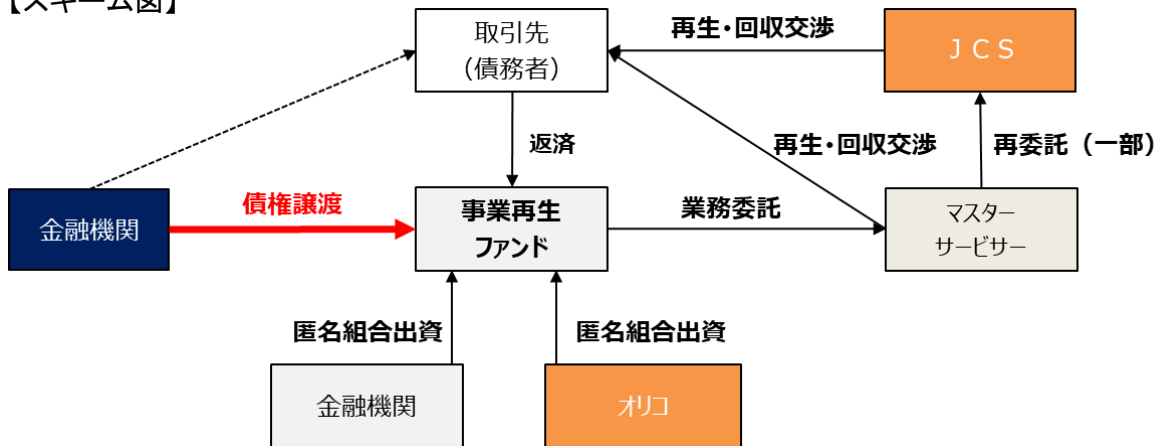 【スキーム図】
取引先
（債務者）
再生・回収交渉
ＪＣＳ
返済
再生・回収交渉
再委託（一部）
金融機関
債権譲渡
事業再生
ファンド
業務委託
マスター
サービサー
匿名組合出資
匿名組合出資
金融機関
オリコ